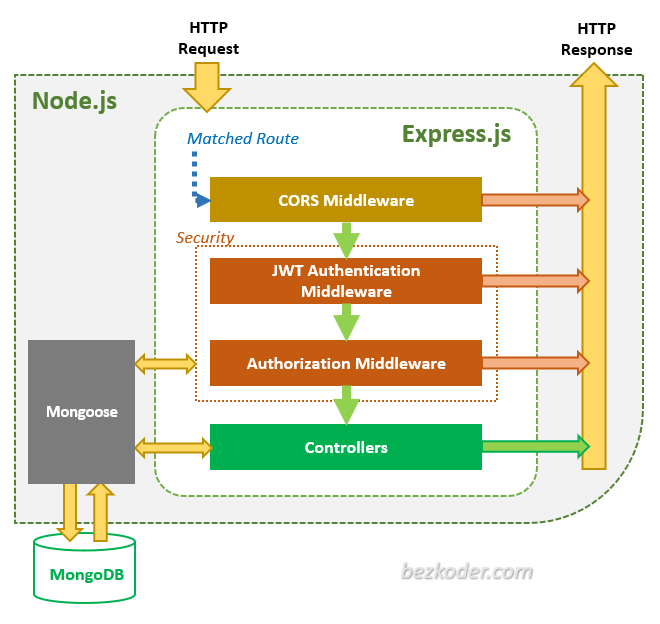 HTTP
Request
HTTP
Response
Node.js
Express.js
Matched Route
CORS Middleware
Security
JWT Authentication
Middleware
Authorization Middleware
Mongoose
Controllers
MongoDB
bezkoder.com